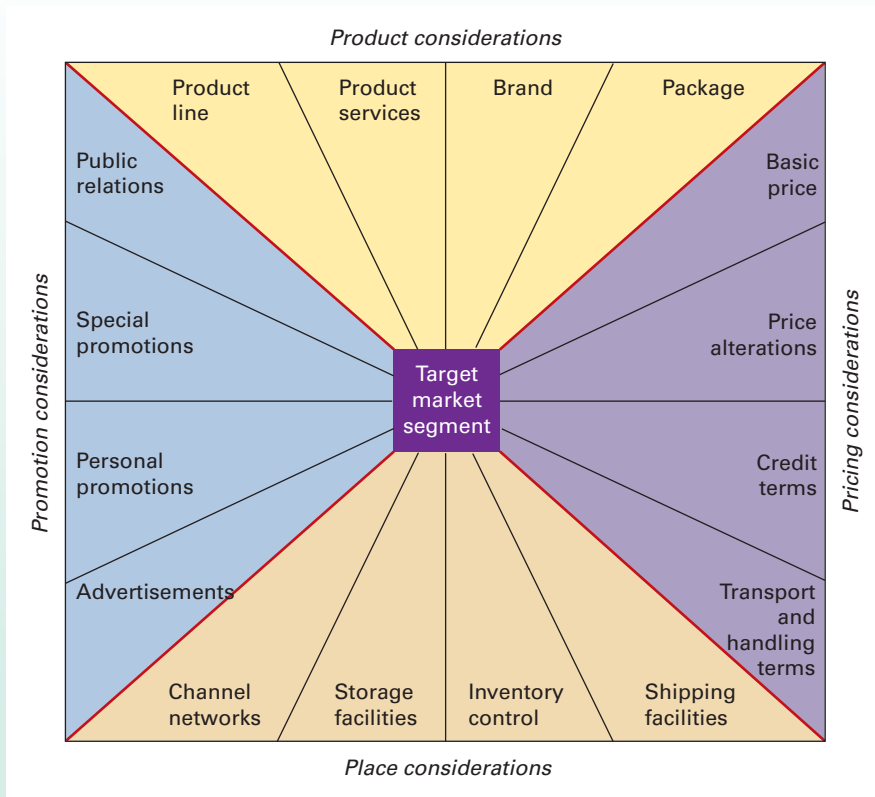 Product considerations
Product
line
Product
services
Brand
Package
Public
relations
Special
promotions
Personal
promotions
Advertisements
Promotion considerations
Target
market
segment
Basic
price
Price
alterations
Credit
terms
Transport
and
handling
terms
Pricing considerations
Channel
networks
Storage
facilities
Inventory
control
Shipping
facilities
Place considerations